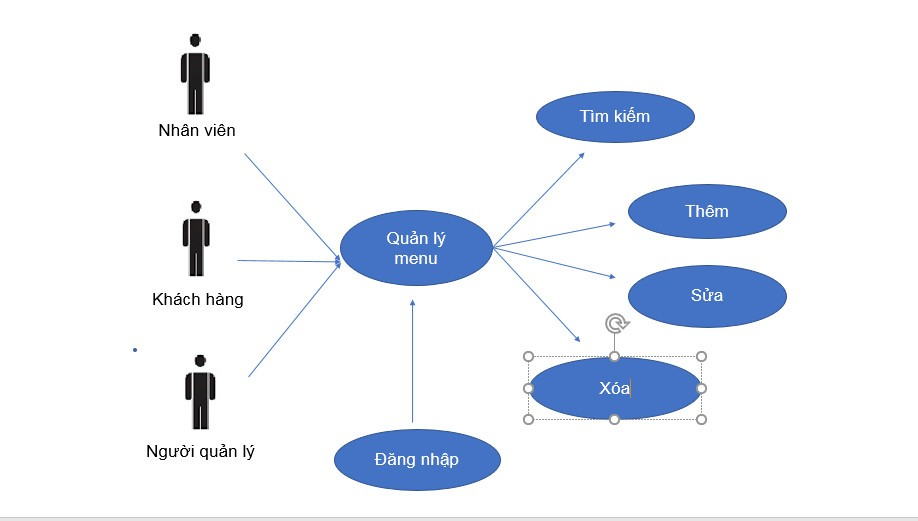 Nhân viên
Khách hàng
Người quản lý
Quản lý
menu
Đăng nhập
Tìm kiếm
Thêm
Sửa
Xóa